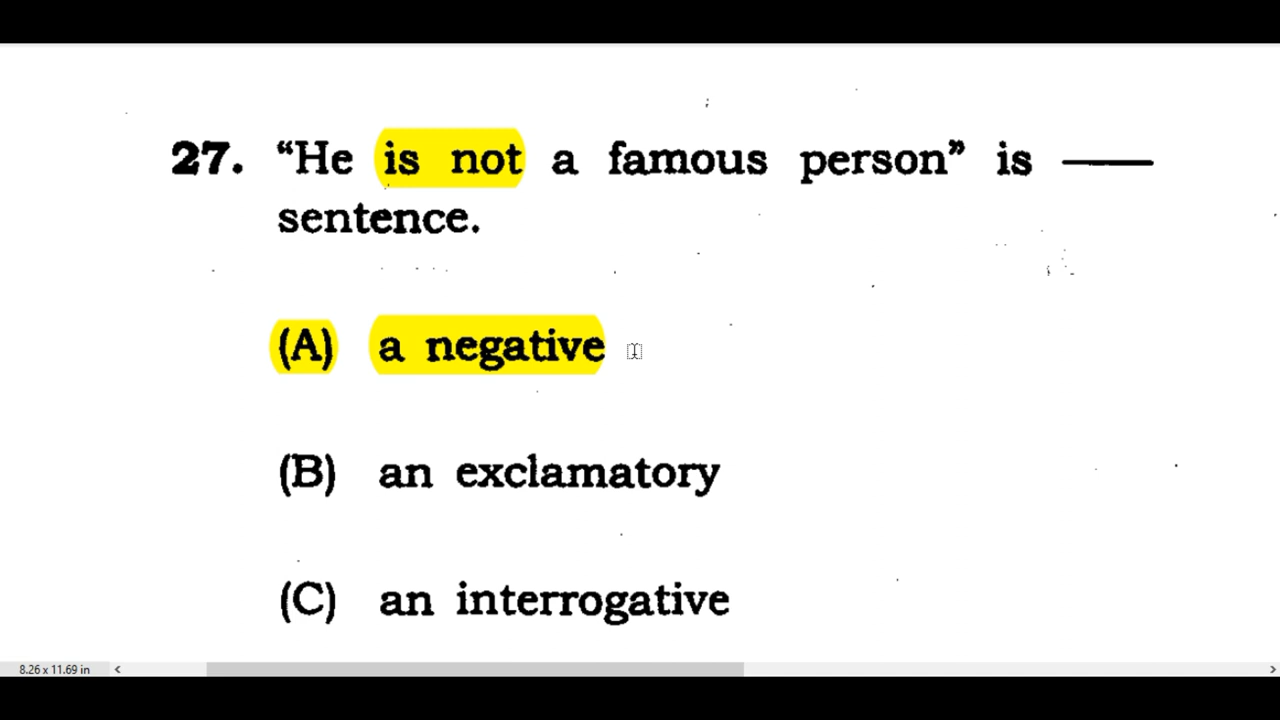 27. “He is not a famous person” is ——
sentence.
(A) a negative
(B) an exclamatory
(C) an interrogative
8.26 x 11.69 in